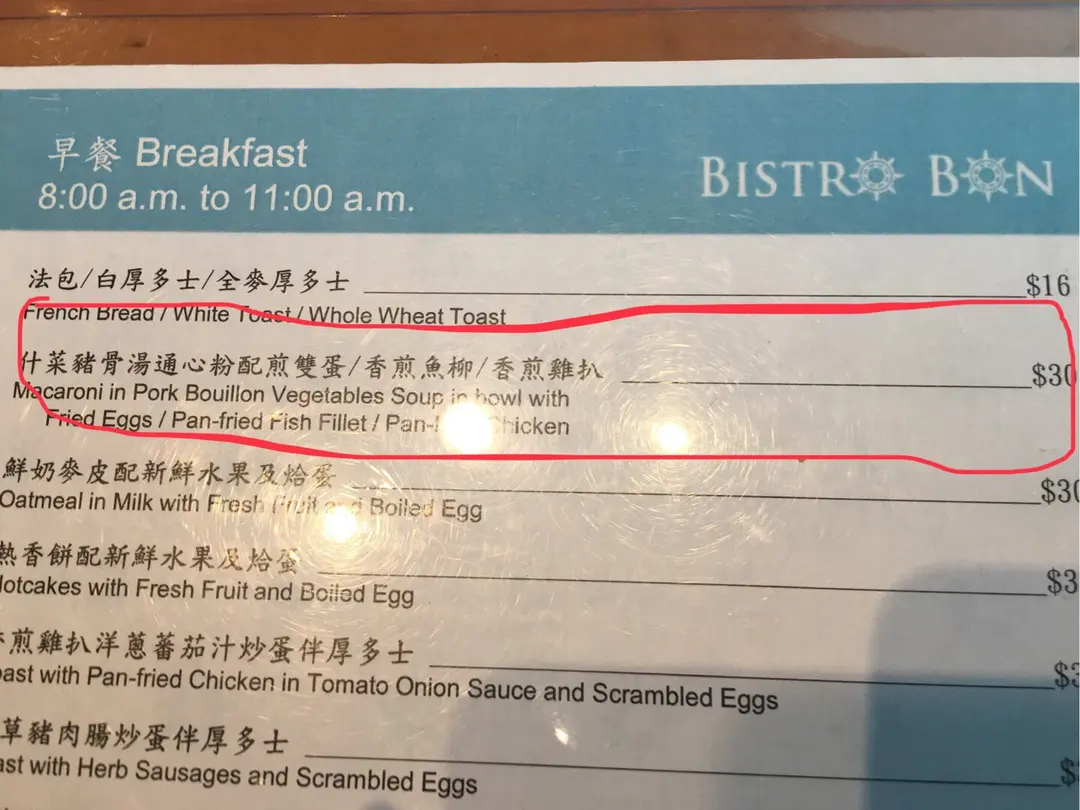 早餐 Breakfast
8:00 a.m. to 11:00 a.m.
BISTRO BON
法包/白厚多士/全麥厚多士 $16
French Bread / White Toast / Whole Wheat Toast
什菜豬骨湯通心粉配煎雙蛋/香煎魚柳/香煎雞扒 $30
Macaroni in Pork Bouillon Vegetables Soup in bowl with
Fried Eggs / Pan-fried Fish Fillet / Pan- Chicken
鮮奶麥皮配新鮮水果及烚蛋 $30
Oatmeal in Milk with Fresh Fruit and Boiled Egg
熱香餅配新鮮水果及烚蛋 $3
Hotcakes with Fresh Fruit and Boiled Egg
煎雞扒洋蔥蕃茄汁炒蛋伴厚多士 $3
oast with Pan-fried Chicken in Tomato Onion Sauce and Scrambled Eggs
草豬肉腸炒蛋伴厚多士 $
ast with Herb Sausages and Scrambled Eggs